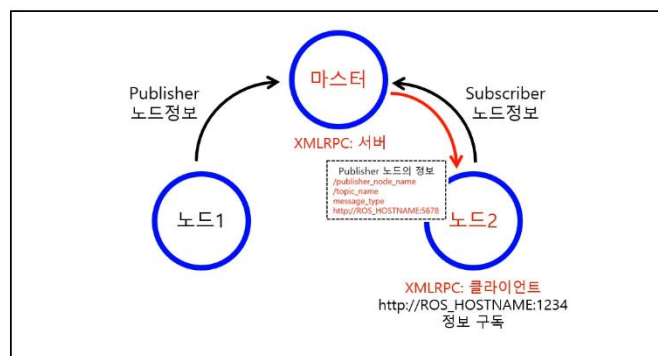 마스터
Publisher
노드정보
Subscriber
노드정보
XMLRPC: 서버
Publisher 노드의 정보
/publisher_node_name
/topic_name
message_type
http://ROS_HOSTNAME:5678
노드1
노드2
XMLRPC: 클라이언트
http://ROS_HOSTNAME:1234
정보 구독